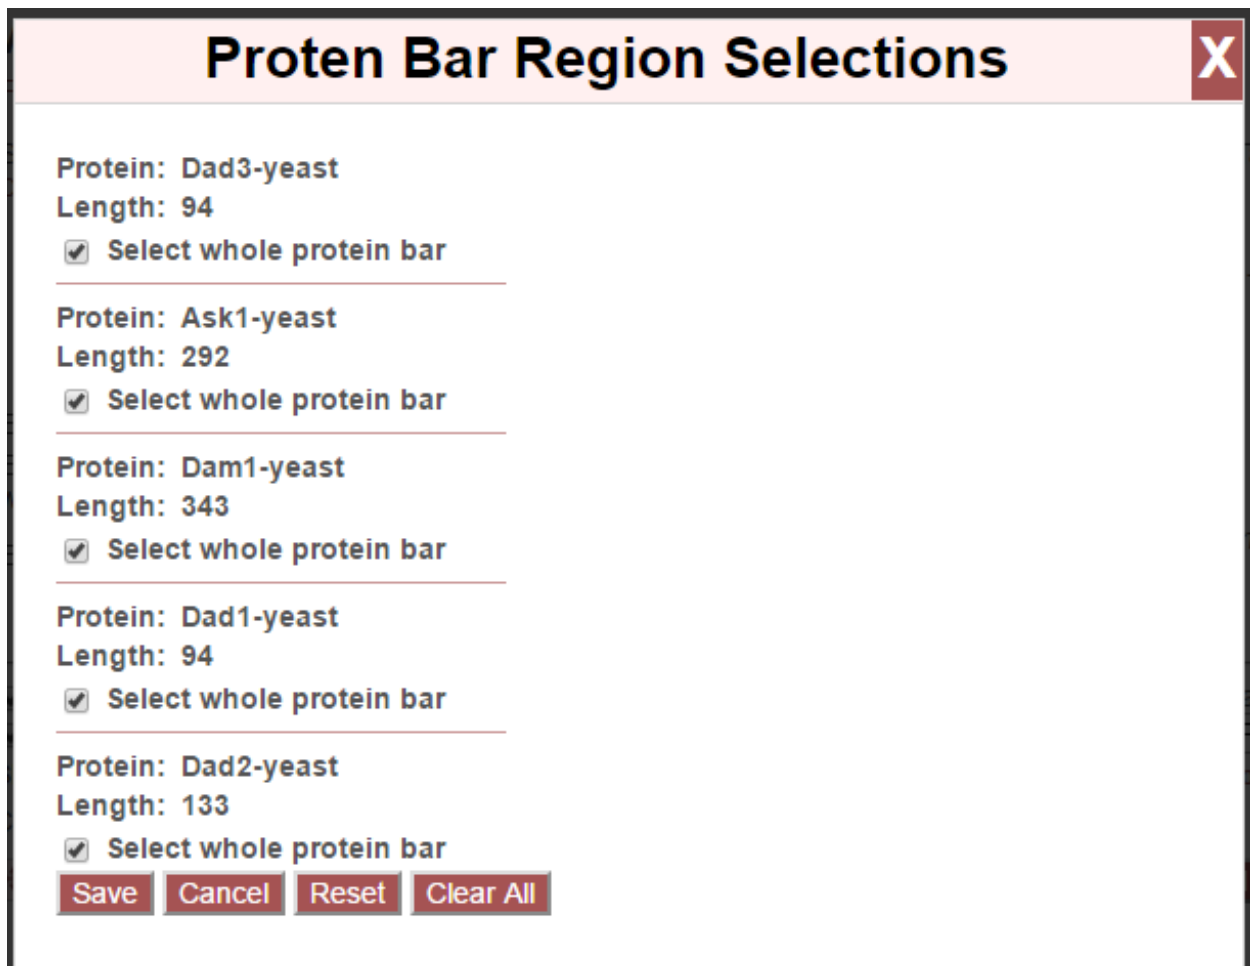 Proten Bar Region Selections X
Protein: Dad3-yeast
Length: 94
Select whole protein bar
Protein: Ask1-yeast
Length: 292
Select whole protein bar
Protein: Dam1-yeast
Length: 343
Select whole protein bar
Protein: Dad1-yeast
Length: 94
Select whole protein bar
Protein: Dad2-yeast
Length: 133
Select whole protein bar
Save Cancel Reset Clear All